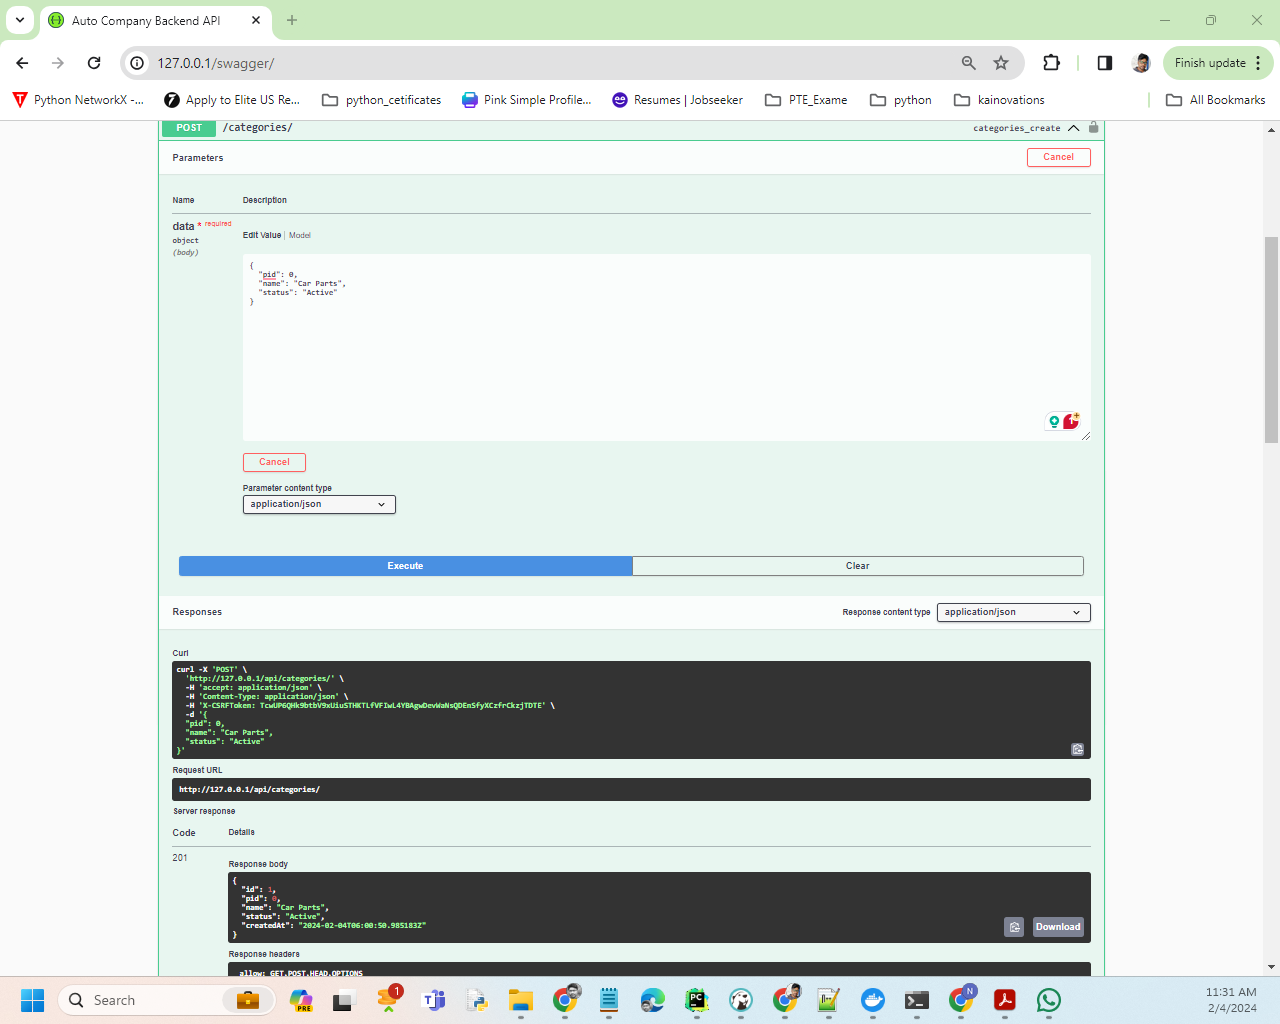 Auto Company Backend API
127.0.0.1/swagger/
Finish update
Python NetworkX -...
Apply to Elite US Re...
python_cetificates
Pink Simple Profile...
Resumes | Jobseeker
PTE_Exame
python
kainovations
All Bookmarks
POST /categories/ categories_create
Parameters
Cancel
Name Description
data * required
object
(body)
Edit Value | Model
{
"pid": 0,
"name": "Car Parts",
"status": "Active"
}
Cancel
Parameter content type
application/json
Execute
Clear
Responses
Response content type application/json
Curl
curl -X 'POST' \
'http://127.0.0.1/api/categories/' \
-H 'accept: application/json' \
-H 'Content-Type: application/json' \
-H 'X-CSRFToken: TcwUP6QHk9btbV9xUiuSTHKTLfVFIwL4YBAgwDevWaNsQDEnSfyXCzfrCkzjTDTE' \
-d '{
"pid": 0,
"name": "Car Parts",
"status": "Active"
}'
Request URL
http://127.0.0.1/api/categories/
Server response
Code Details
201
Response body
{
"id": 1,
"pid": 0,
"name": "Car Parts",
"status": "Active",
"createdAt": "2024-02-04T06:00:50.985183Z"
}
Download
Response headers
allow: GET,POST,HEAD,OPTIONS
Search
PRE
1
PC
N
11:31 AM
2/4/2024